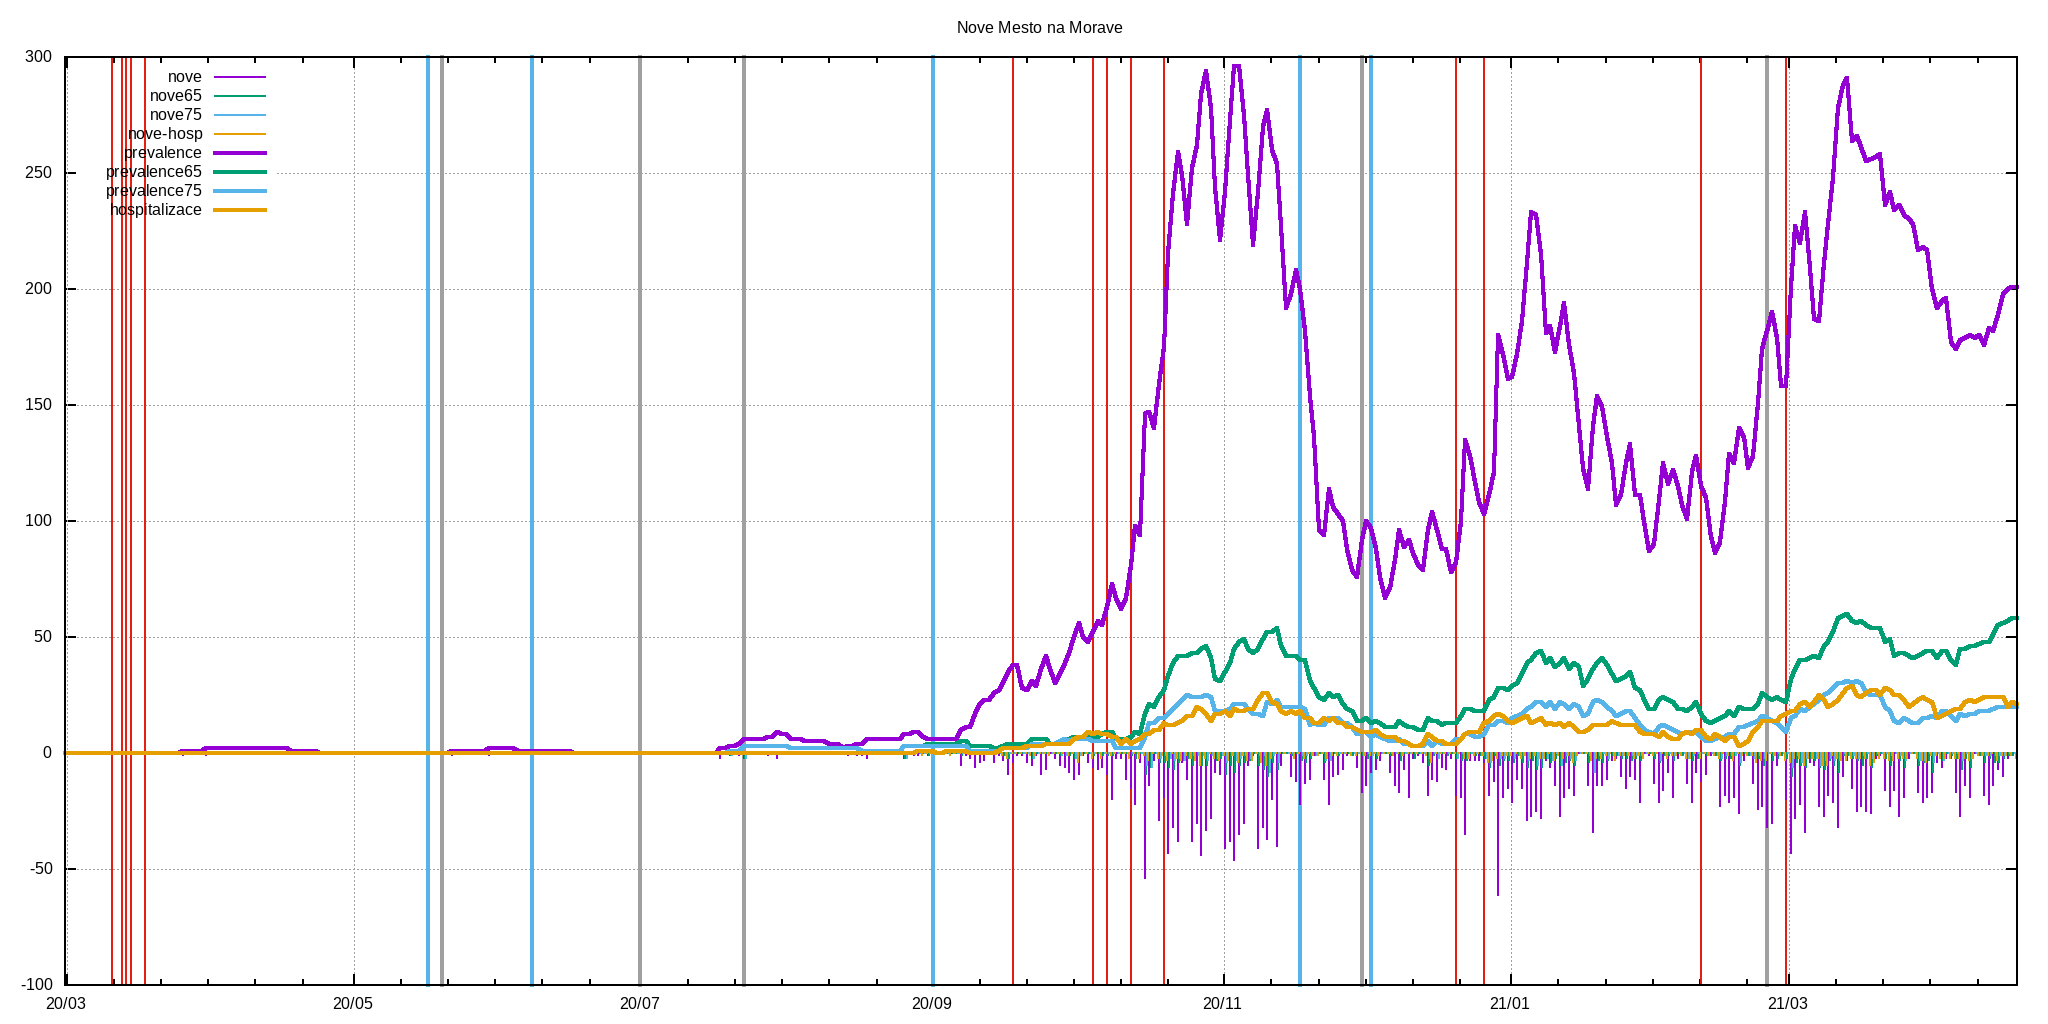 Nove Mesto na Morave
300
250
200
150
100
50
0
-50
-100
nove
nove65
nove75
nove-hosp
prevalence
prevalence65
prevalence75
hospitalizace
20/03
20/05
20/07
20/09
20/11
21/01
21/03